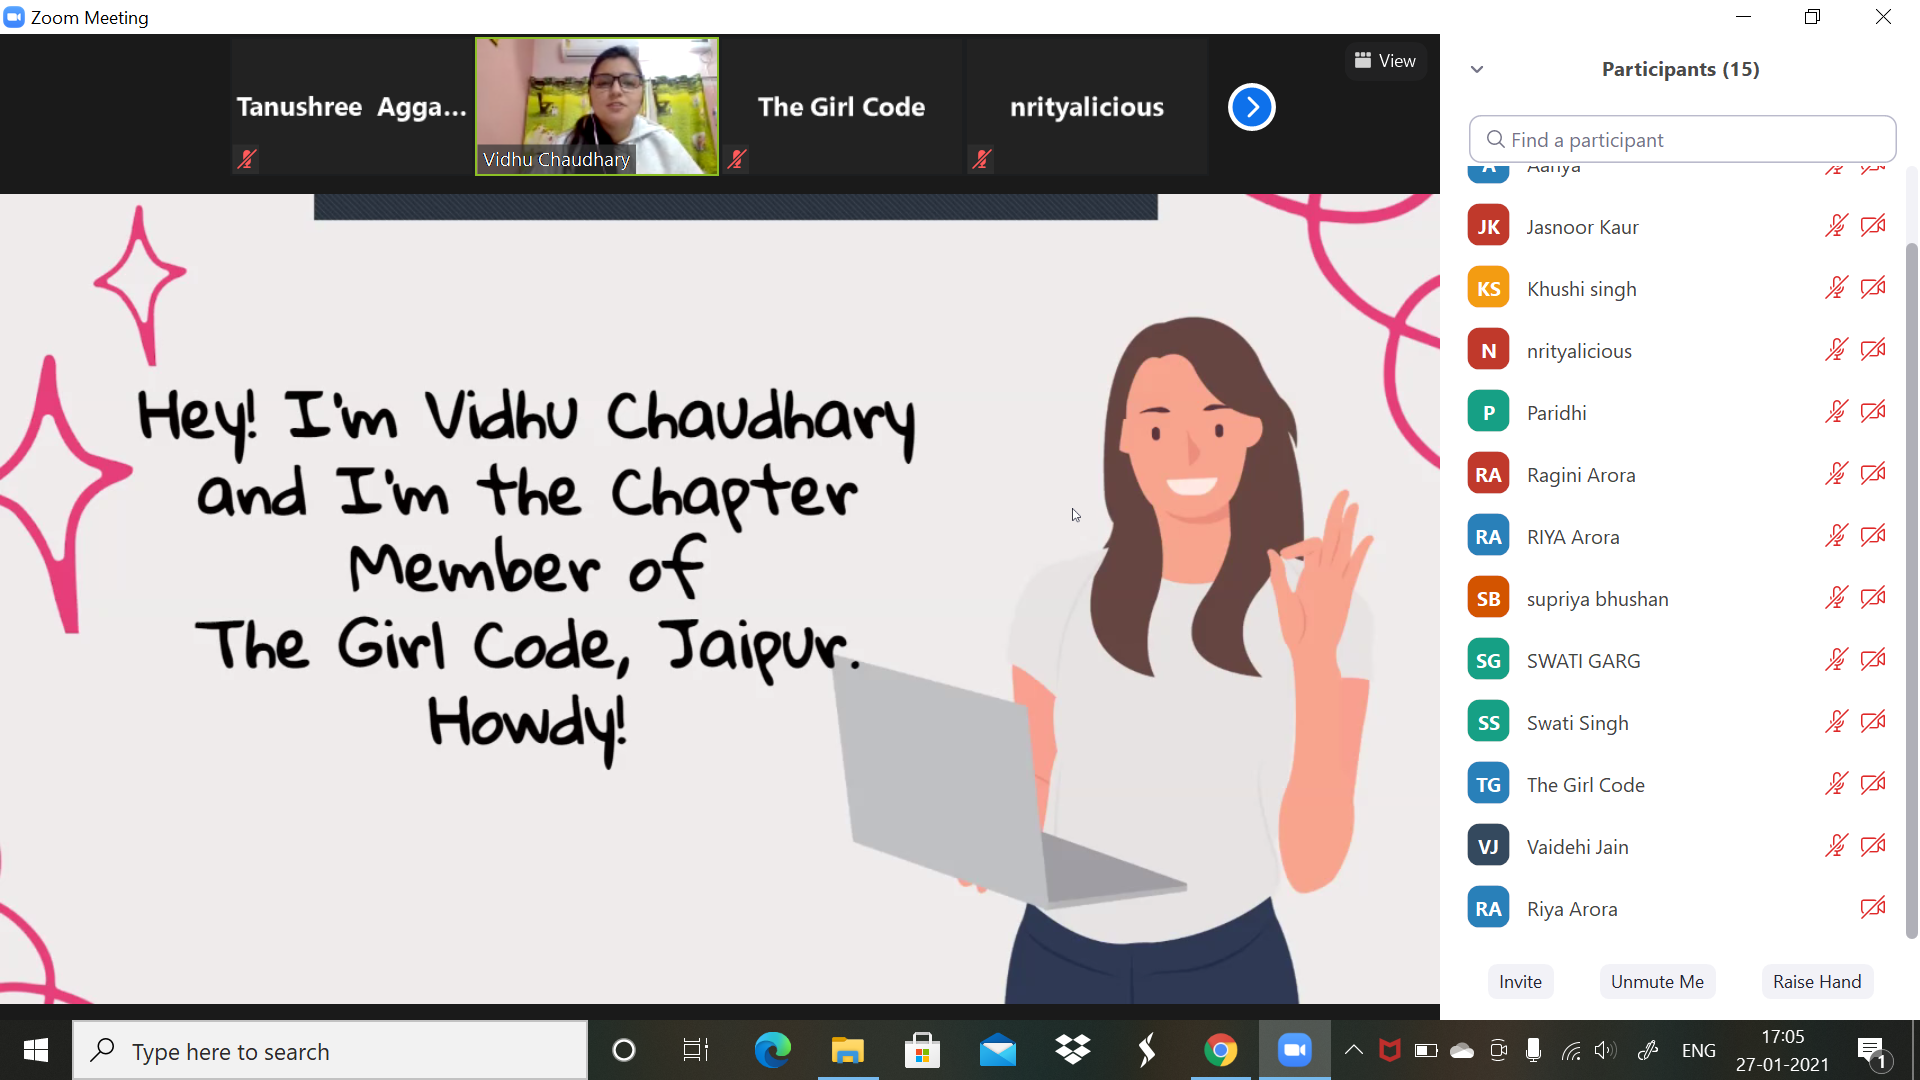 Zoom Meeting
Tanushree Agga...
Vidhu Chaudhary
The Girl Code
nrityalicious
View
Hey! I'm Vidhu Chaudhary
and I'm the Chapter
Member of
The Girl Code, Jaipur.
Howdy!
Participants (15)
Find a participant
A Aanya
JK Jasnoor Kaur
KS Khushi singh
N nrityalicious
P Paridhi
RA Ragini Arora
RA RIYA Arora
SB supriya bhushan
SG SWATI GARG
SS Swati Singh
TG The Girl Code
VJ Vaidehi Jain
RA Riya Arora
Invite Unmute Me Raise Hand
Type here to search
ENG
17:05
27-01-2021
1